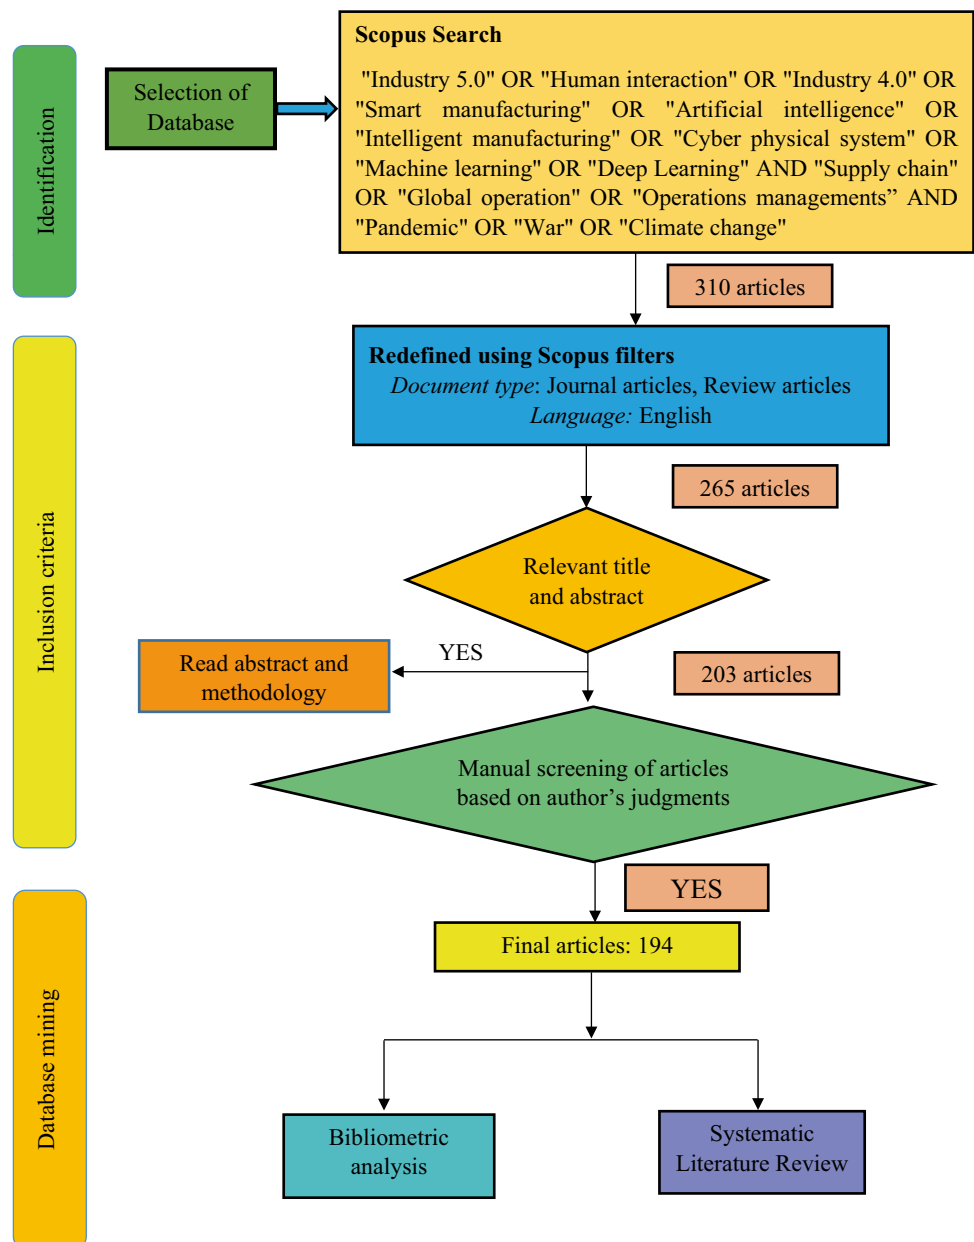 Identification
Selection of
Database
Scopus Search
"Industry 5.0" OR "Human interaction" OR "Industry 4.0" OR
"Smart manufacturing" OR "Artificial intelligence" OR
"Intelligent manufacturing" OR "Cyber physical system" OR
"Machine learning" OR "Deep Learning" AND "Supply chain"
OR "Global operation" OR "Operations managements” AND
"Pandemic" OR "War" OR "Climate change"
310 articles
Inclusion criteria
Redefined using Scopus filters
Document type: Journal articles, Review articles
Language: English
265 articles
Relevant title
and abstract
YES
Read abstract and
methodology
203 articles
Manual screening of articles
based on author’s judgments
YES
Database mining
Final articles: 194
Bibliometric
analysis
Systematic
Literature Review